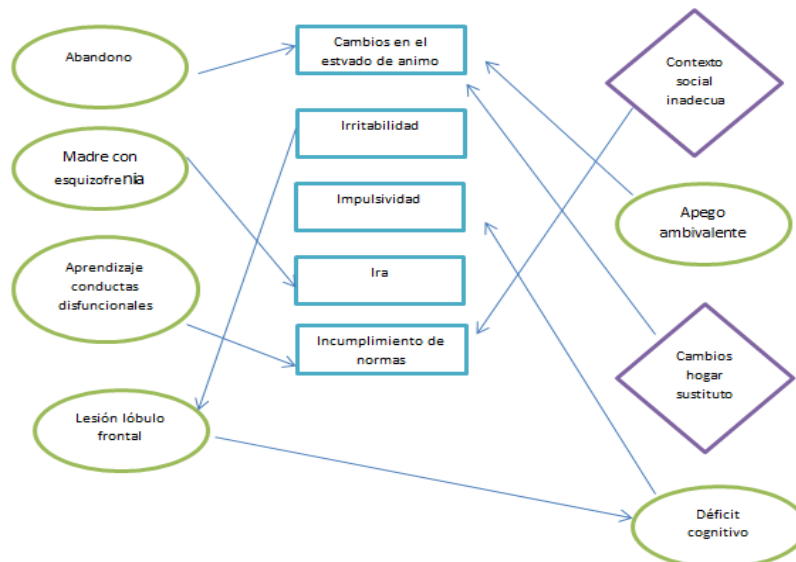 Abandono
Cambios en el
estvado de animo
Contexto
social
inadecua
Irritabilidad
Madre con
esquizofrenia
Impulsividad
Apego
ambivalente
Aprendizaje
conductas
disfuncionales
Ira
Incumplimiento de
normas
Cambios
hogar
sustituto
Lesión lóbulo
frontal
Déficit
cognitivo